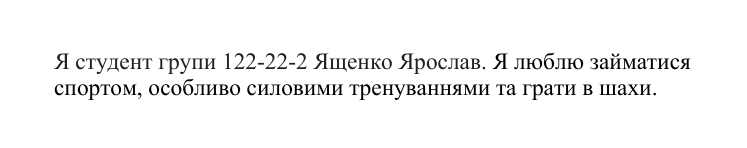 Я студент групи 122-22-2 Ященко Ярослав. Я люблю займатися
спортом, особливо силовими тренуваннями та грати в шахи.